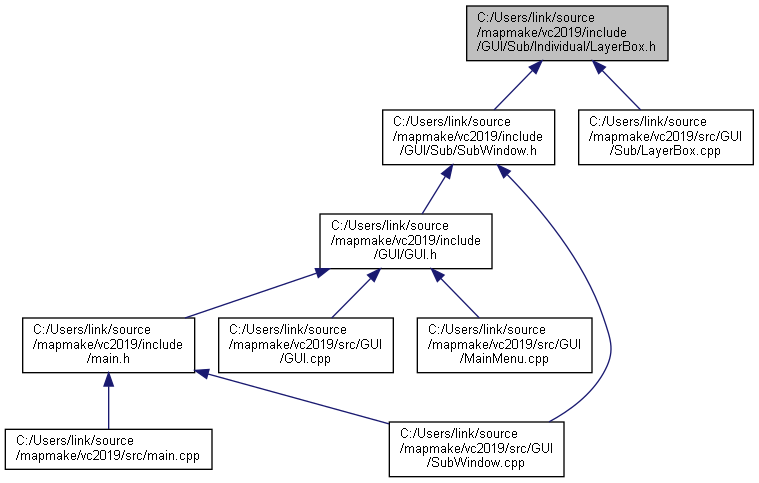 C:/Users/link/source
/mapmake/vc2019/include
/GUI/Sub/Individual/LayerBox.h
C:/Users/link/source
/mapmake/vc2019/include
/GUI/Sub/SubWindow.h
C:/Users/link/source
/mapmake/vc2019/src/GUI
/Sub/LayerBox.cpp
C:/Users/link/source
/mapmake/vc2019/include
/GUI/GUI.h
C:/Users/link/source
/mapmake/vc2019/include
/main.h
C:/Users/link/source
/mapmake/vc2019/src/GUI
/GUI.cpp
C:/Users/link/source
/mapmake/vc2019/src/GUI
/MainMenu.cpp
C:/Users/link/source
/mapmake/vc2019/src/main.cpp
C:/Users/link/source
/mapmake/vc2019/src/GUI
/SubWindow.cpp